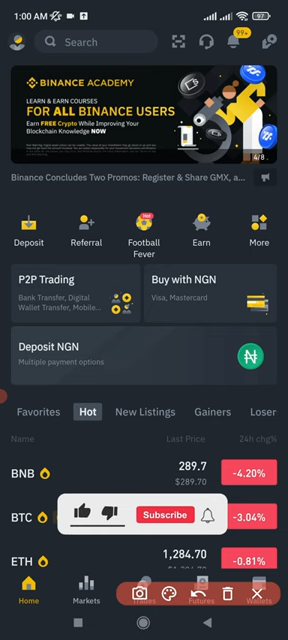 1:00 AM
97
Search
99+
BINANCE ACADEMY
LEARN & EARN COURSES
FOR ALL BINANCE USERS
Earn FREE Crypto While Improving Your
Blockchain Knowledge NOW
4/8
Binance Concludes Two Promos: Register & Share GMX, a...
Hot
Deposit
Referral
Football
Fever
Earn
More
P2P Trading
Bank Transfer, Digital
Wallet Transfer, Mobile...
Buy with NGN
Visa, Mastercard
Deposit NGN
Multiple payment options
Favorites
Hot
New Listings
Gainers
Loser
Name
Last Price
24h chg%
BNB
289.7
$289.70
-4.20%
BTC
Subscribe
-3.04%
ETH
1,284.70
-0.81%
Home
Markets
Trades
Futures
Wallets